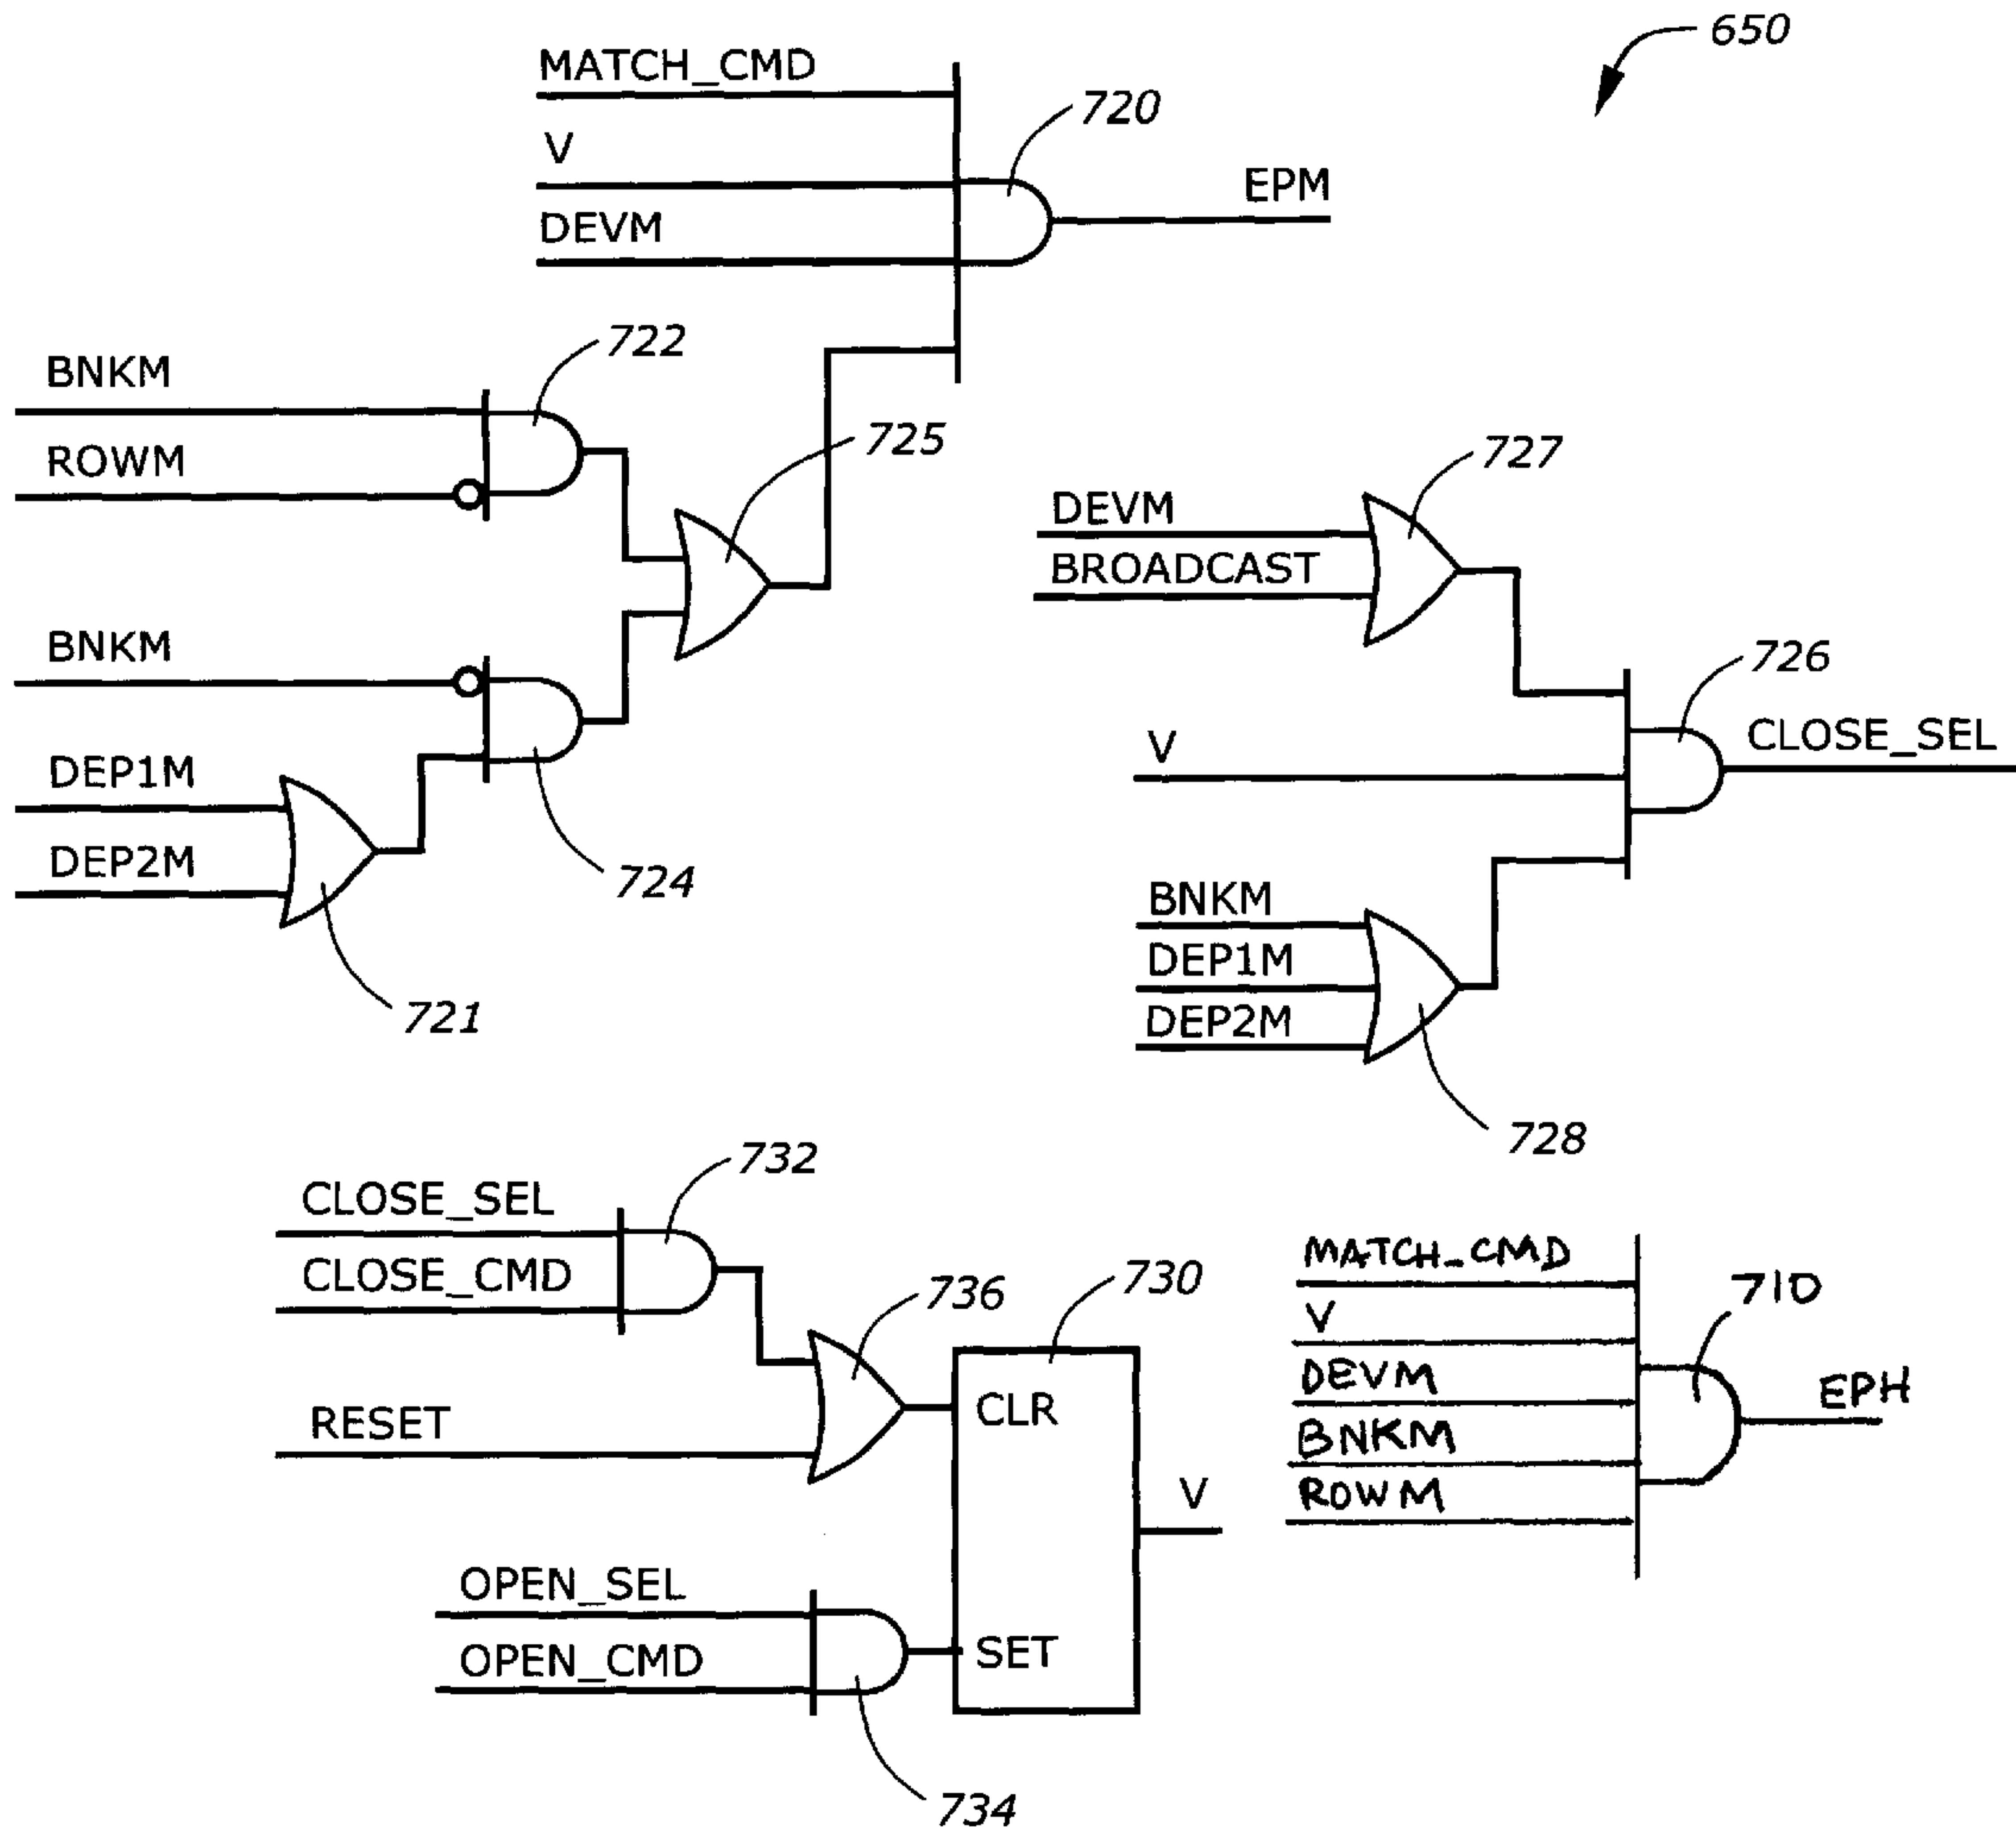 650
MATCH_CMD
720
V
EPM
DEVM
722
BNKM
725
ROWM
727
DEVM
BROADCAST
BNKM
726
V
CLOSE_SEL
DEP1M
DEP2M
724
BNKM
DEP1M
721
DEP2M
728
732
CLOSE_SEL
CLOSE_CMD
736
730
MATCH_CMD
710
V
DEVM
EPH
CLR
RESET
BNKM
ROWM
V
OPEN_SEL
OPEN_CMD
SET
734